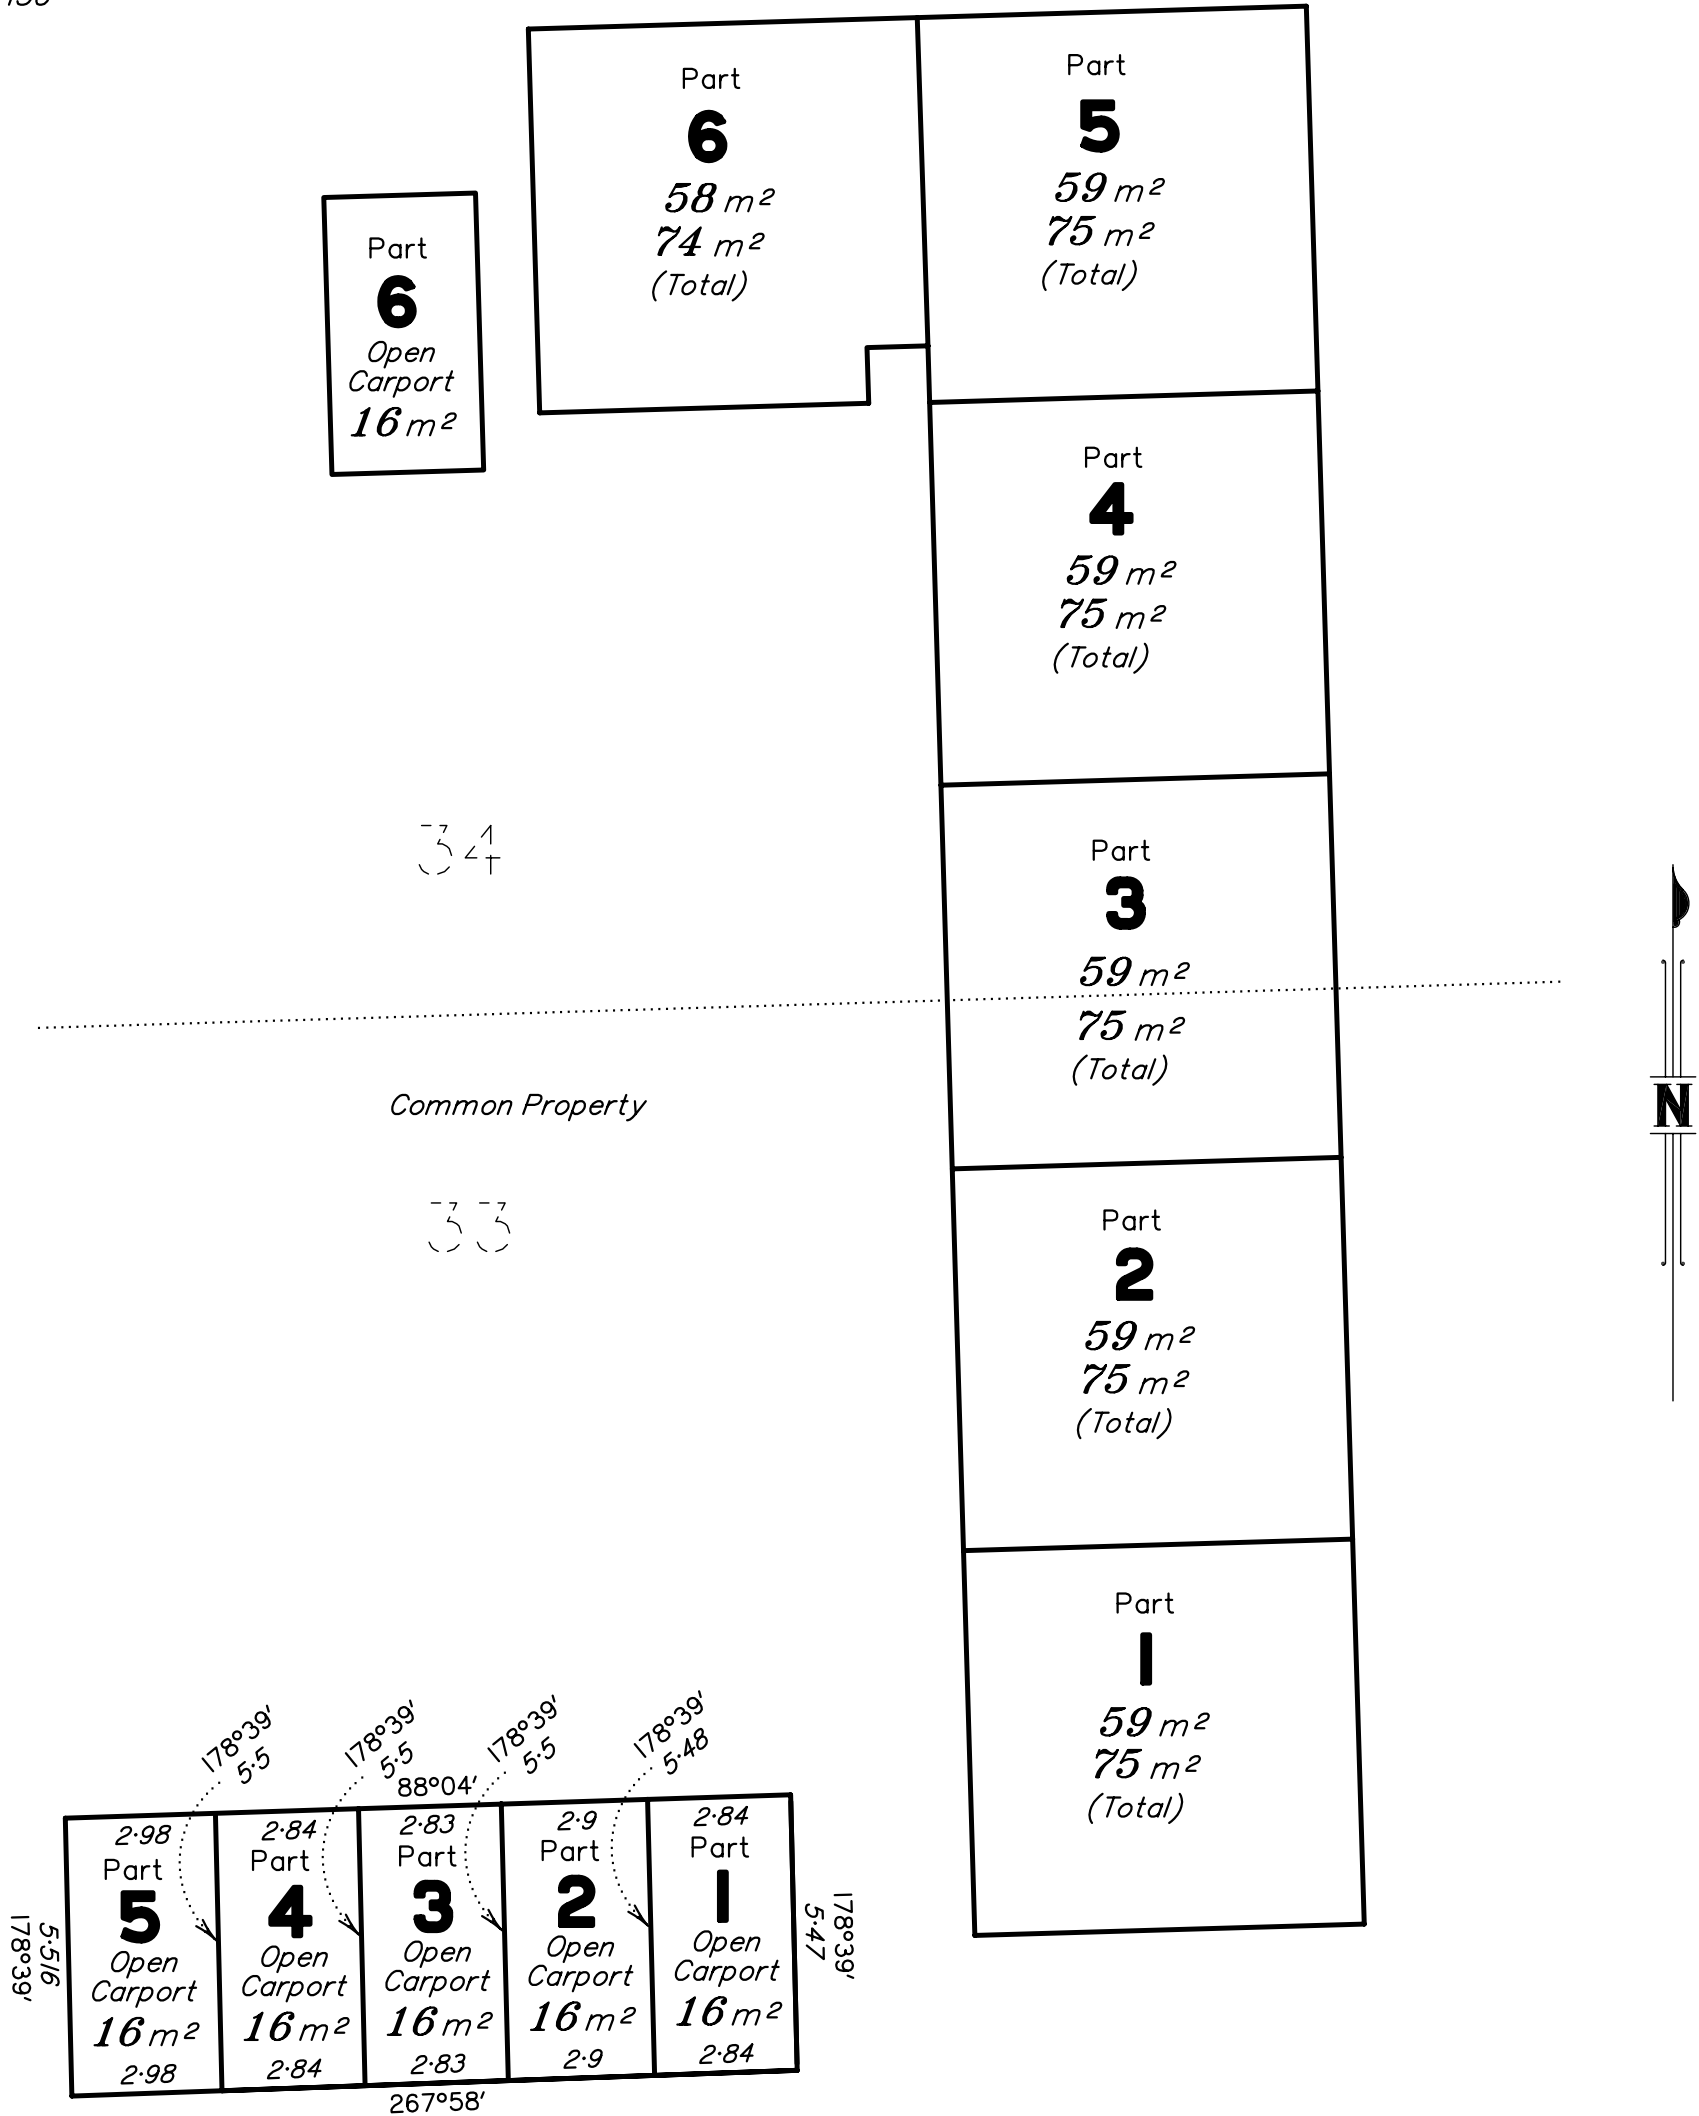 Part
6
58 m²
74 m²
(Total)
Part
5
59 m²
75 m²
(Total)
Part
6
Open
Carport
16 m²
Part
4
59 m²
75 m²
(Total)
34
Part
3
59 m²
75 m²
(Total)
Common Property
N
33
Part
2
59 m²
75 m²
(Total)
Part
1
59 m²
75 m²
(Total)
178°39'
5·5
178°39'
5·5
178°39'
5·5
178°39'
5·48
88°04'
2·98
Part
5
Open
Carport
16 m²
2·98
2·84
Part
4
Open
Carport
16 m²
2·84
2·83
Part
3
Open
Carport
16 m²
2·83
2·9
Part
2
Open
Carport
16 m²
2·9
2·84
Part
1
Open
Carport
16 m²
2·84
5·516
178°39'
178°39'
5·47
267°58'